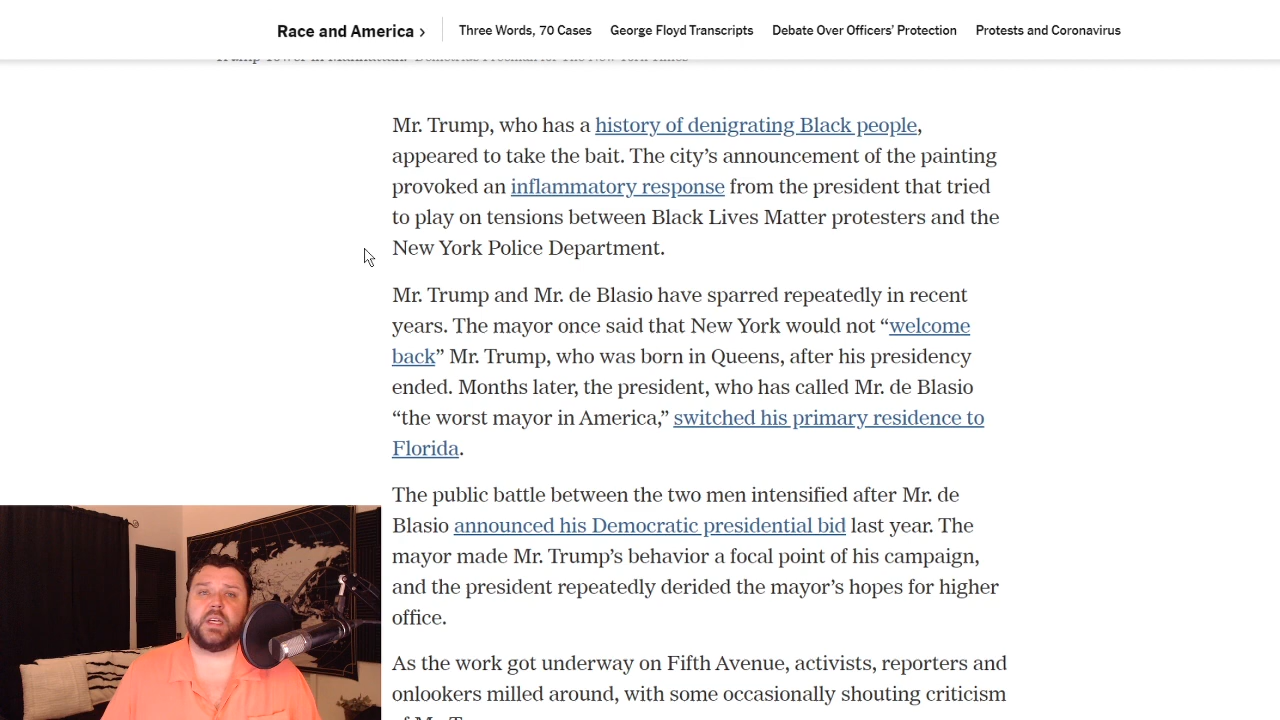 Race and America › Three Words, 70 Cases George Floyd Transcripts Debate Over Officers’ Protection Protests and Coronavirus
Mr. Trump, who has a history of denigrating Black people,
appeared to take the bait. The city’s announcement of the painting
provoked an inflammatory response from the president that tried
to play on tensions between Black Lives Matter protesters and the
New York Police Department.
Mr. Trump and Mr. de Blasio have sparred repeatedly in recent
years. The mayor once said that New York would not “welcome
back” Mr. Trump, who was born in Queens, after his presidency
ended. Months later, the president, who has called Mr. de Blasio
“the worst mayor in America,” switched his primary residence to
Florida.
The public battle between the two men intensified after Mr. de
Blasio announced his Democratic presidential bid last year. The
mayor made Mr. Trump’s behavior a focal point of his campaign,
and the president repeatedly derided the mayor’s hopes for higher
office.
As the work got underway on Fifth Avenue, activists, reporters and
onlookers milled around, with some occasionally shouting criticism